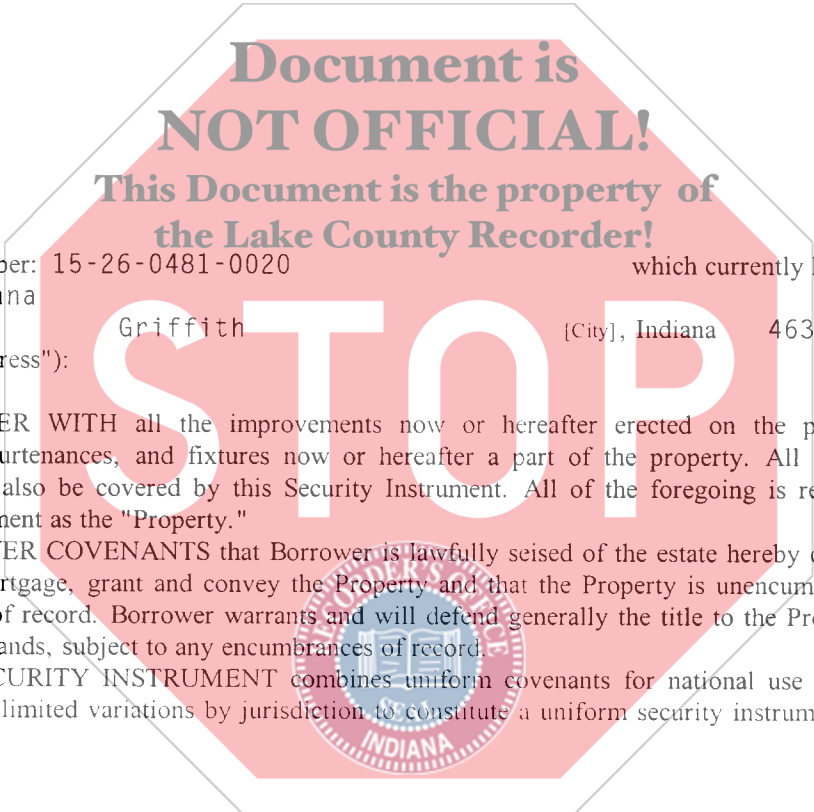 Document is
NOT OFFICIAL!
This Document is the property of
the Lake County Recorder!
ber: 15-26-0481-0020 which currently
na
Griffith [City], Indiana 463
ress"):
STOP
ER WITH all the improvements now or hereafter erected on the p
urtenances, and fixtures now or hereafter a part of the property. All
also be covered by this Security Instrument. All of the foregoing is re
ment as the "Property."
ER COVENANTS that Borrower is lawfully seised of the estate hereby
rtgage, grant and convey the Property and that the Property is unencum
of record. Borrower warrants and will defend generally the title to the Pro
ands, subject to any encumbrances of record.
CURITY INSTRUMENT combines uniform covenants for national use
limited variations by jurisdiction to constitute a uniform security instrum
RECORDER'S OFFICE
SEAL
INDIANA